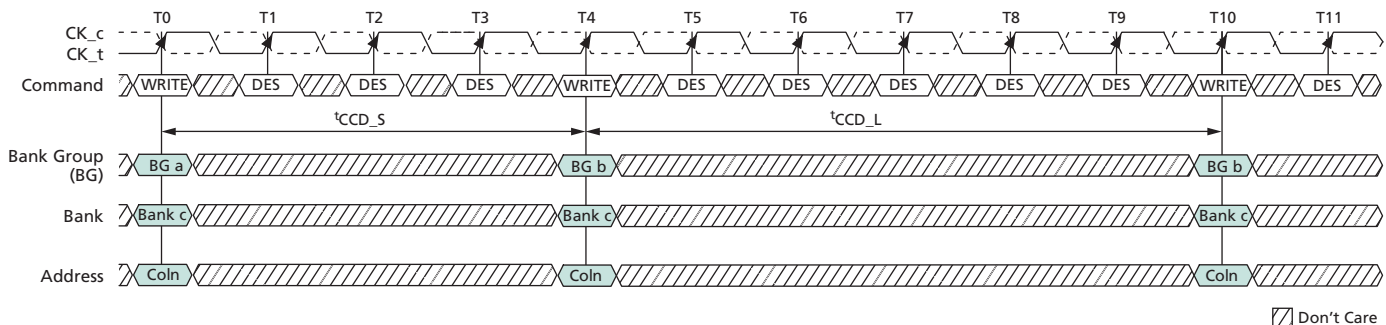 T0 T1 T2 T3 T4 T5 T6 T7 T8 T9 T10 T11
CK_c
CK_t
Command WRITE DES DES DES WRITE DES DES DES DES DES WRITE DES
tCCD_S tCCD_L
Bank Group
(BG) BG a BG b BG b
Bank Bank c Bank c Bank c
Address Coln Coln Coln
Don't Care